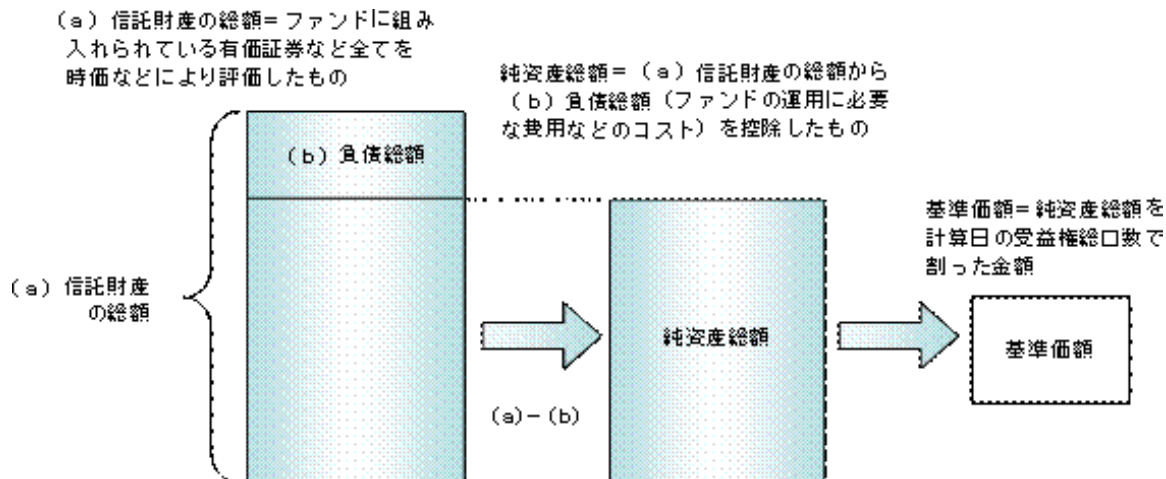 (a) 信託財産の総額=ファンドに組み
入れられている有価証券など全てを
時価などにより評価したもの
純資産総額=(a)信託財産の総額から
(b)負債総額(ファンドの運用に必要
な費用などのコスト)を控除したもの
(b)負債総額
基準価額=純資産総額を
計算日の受益権総口数で
割った金額
(a)信託財産
の総額
純資産総額
基準価額
(a)-(b)